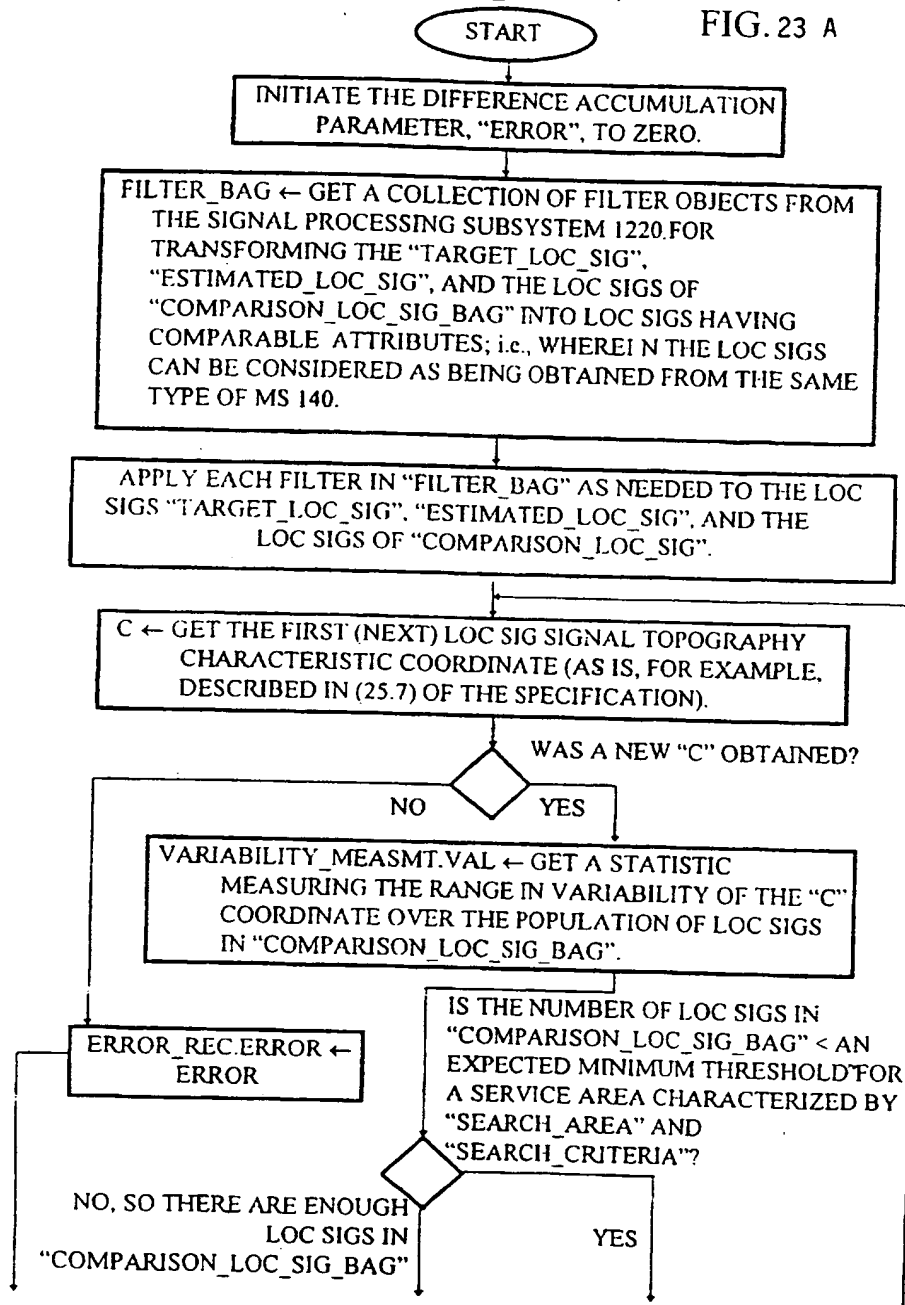 START
FIG. 23 A
INITIATE THE DIFFERENCE ACCUMULATION
PARAMETER, "ERROR", TO ZERO.
FILTER_BAG ← GET A COLLECTION OF FILTER OBJECTS FROM
THE SIGNAL PROCESSING SUBSYSTEM 1220.FOR
TRANSFORMING THE "TARGET_LOC_SIG",
"ESTIMATED_LOC_SIG", AND THE LOC SIGS OF
"COMPARISON_LOC_SIG_BAG" INTO LOC SIGS HAVING
COMPARABLE ATTRIBUTES; i.e., WHEREI N THE LOC SIGS
CAN BE CONSIDERED AS BEING OBTAINED FROM THE SAME
TYPE OF MS 140.
APPLY EACH FILTER IN "FILTER_BAG" AS NEEDED TO THE LOC
SIGS "TARGET_LOC_SIG", "ESTIMATED_LOC_SIG", AND THE
LOC SIGS OF "COMPARISON_LOC_SIG".
C ← GET THE FIRST (NEXT) LOC SIG SIGNAL TOPOGRAPHY
CHARACTERISTIC COORDINATE (AS IS, FOR EXAMPLE,
DESCRIBED IN (25.7) OF THE SPECIFICATION).
WAS A NEW "C" OBTAINED?
NO
YES
VARIABILITY_MEASMT.VAL ← GET A STATISTIC
MEASURING THE RANGE IN VARIABILITY OF THE "C"
COORDINATE OVER THE POPULATION OF LOC SIGS
IN "COMPARISON_LOC_SIG_BAG".
ERROR_REC.ERROR ←
ERROR
IS THE NUMBER OF LOC SIGS IN
"COMPARISON_LOC_SIG_BAG" < AN
EXPECTED MINIMUM THRESHOLD FOR
A SERVICE AREA CHARACTERIZED BY
"SEARCH_AREA" AND
"SEARCH_CRITERIA"?
NO, SO THERE ARE ENOUGH
LOC SIGS IN
"COMPARISON_LOC_SIG_BAG"
YES